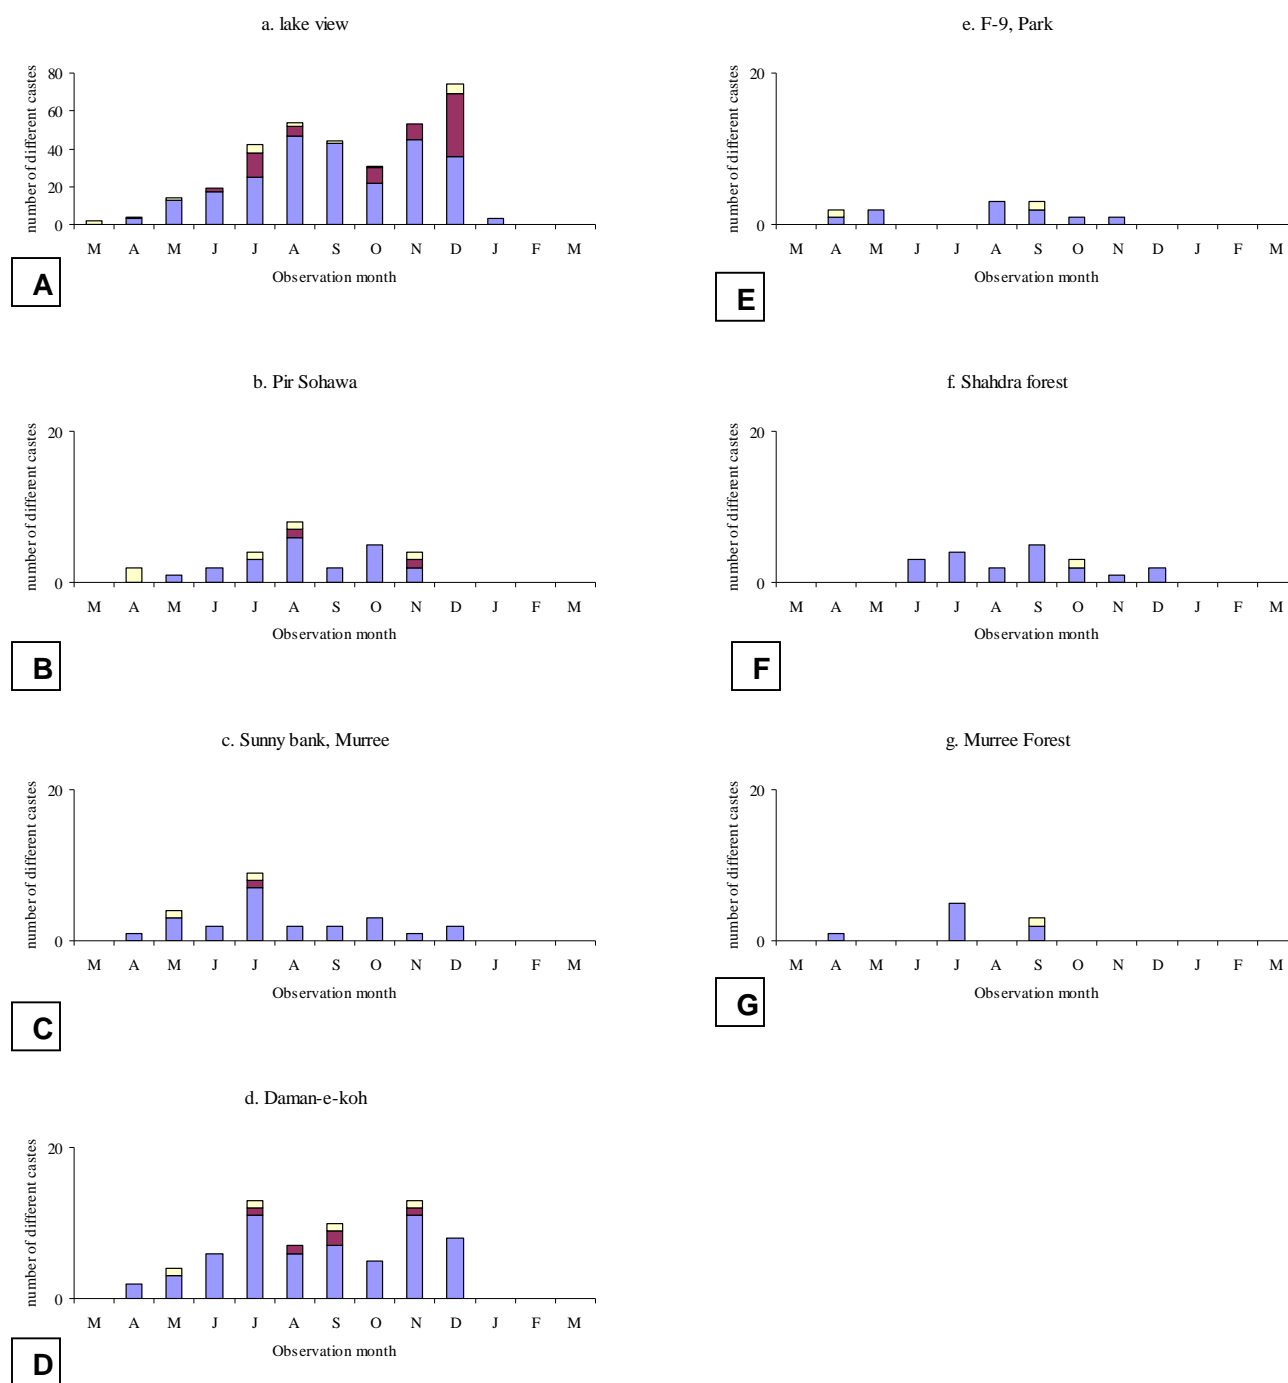 a. lake view
number of different castes
80
60
40
20
0
M A M J J A S O N D J F M
Observation month
A
b. Pir Sohawa
number of different castes
20
0
M A M J J A S O N D J F M
Observation month
B
c. Sunny bank, Murree
number of different castes
20
0
M A M J J A S O N D J F M
Observation month
C
d. Daman-e-koh
number of different castes
20
0
M A M J J A S O N D J F M
Observation month
D
e. F-9, Park
number of different castes
20
0
M A M J J A S O N D J F M
Observation month
E
f. Shahdra forest
number of different castes
20
0
M A M J J A S O N D J F M
Observation month
F
g. Murree Forest
number of different castes
20
0
M A M J J A S O N D J F M
Observation month
G